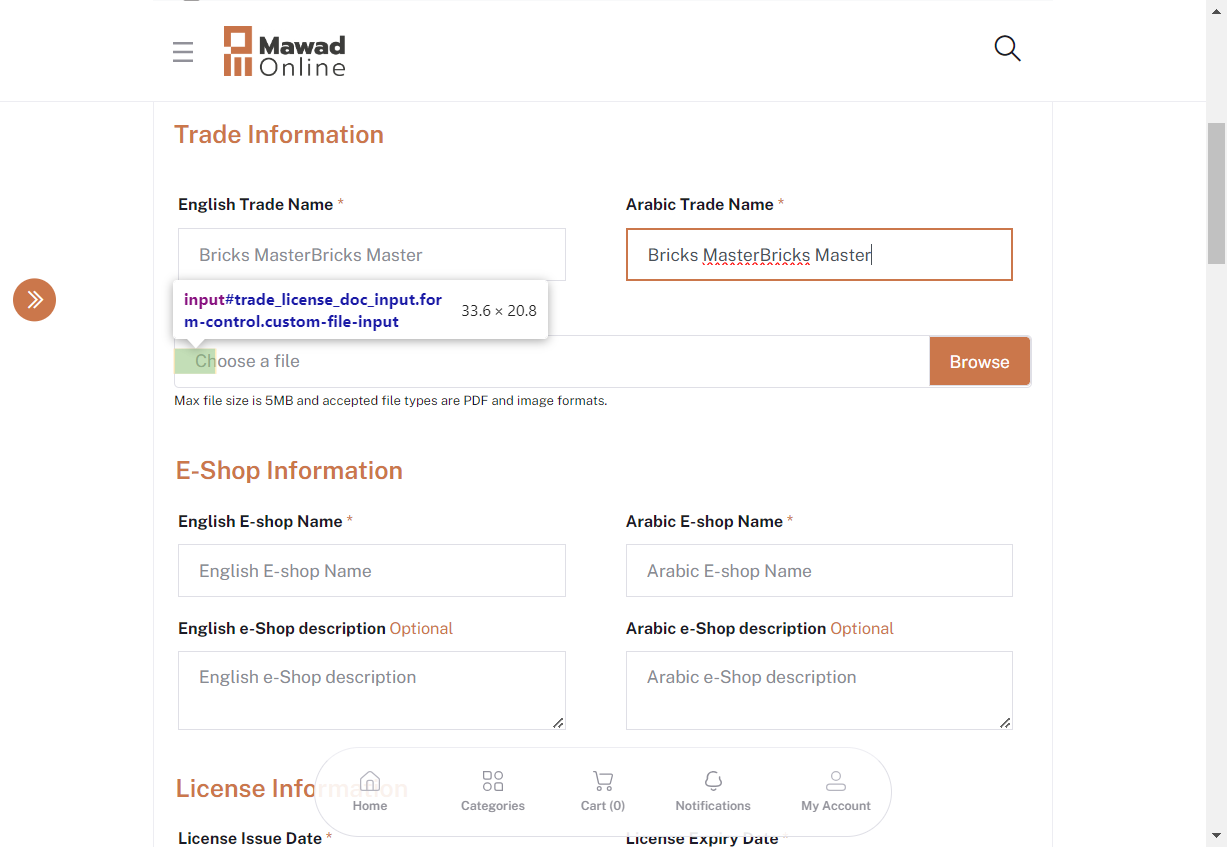 Mawad
Online
Trade Information
English Trade Name *
Arabic Trade Name *
Bricks MasterBricks Master
Bricks MasterBricks Master
input#trade_license_doc_input.for
m-control.custom-file-input
33.6 × 20.8
Choose a file
Browse
Max file size is 5MB and accepted file types are PDF and image formats.
E-Shop Information
English E-shop Name *
Arabic E-shop Name *
English E-shop Name
Arabic E-shop Name
English e-Shop description Optional
Arabic e-Shop description Optional
English e-Shop description
Arabic e-Shop description
License Information
Home
Categories
Cart (0)
Notifications
My Account
License Issue Date *
License Expiry Date *